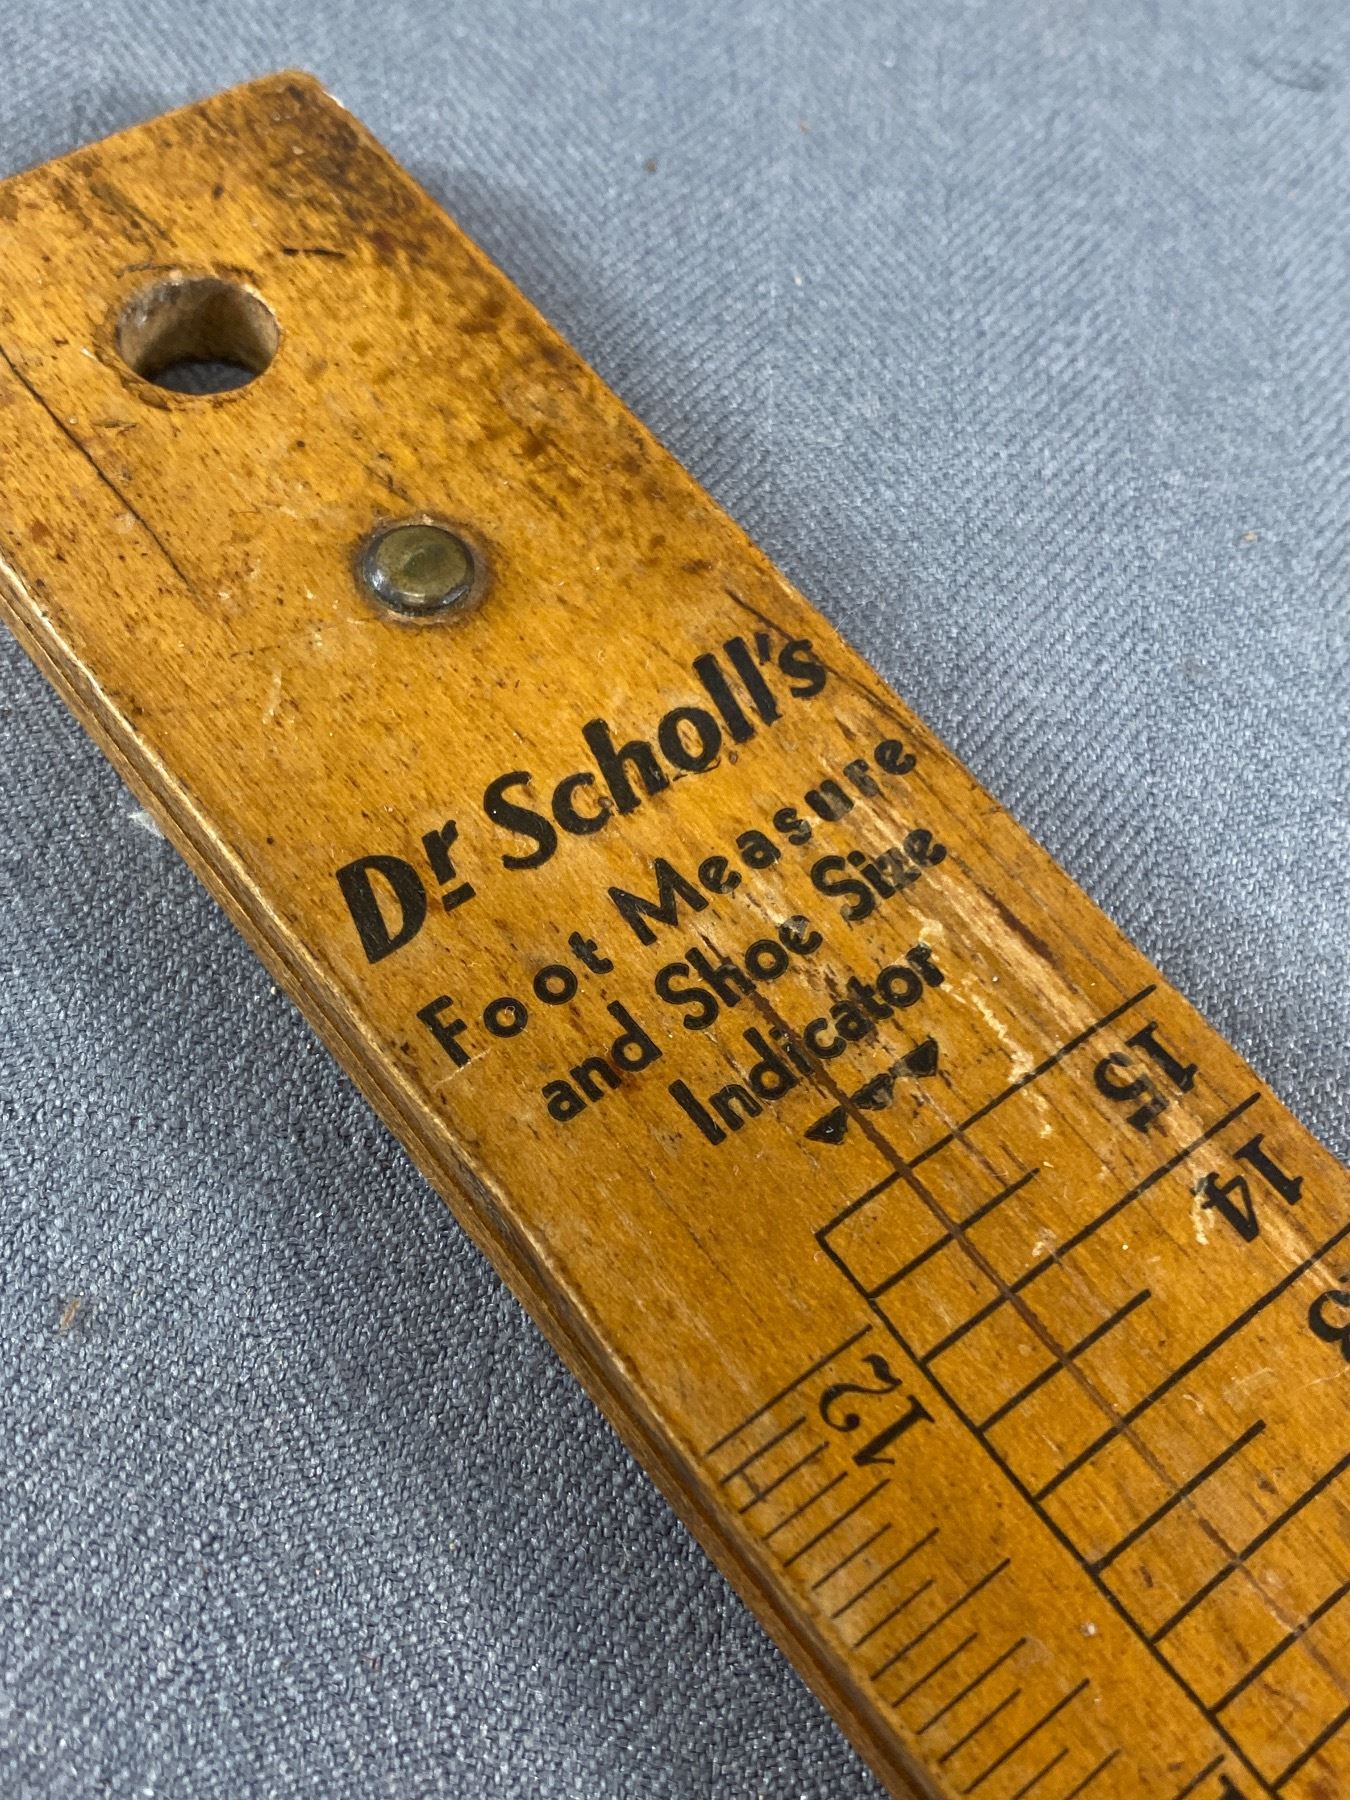 Dr Scholl's
Foot Measure
and Shoe Size
Indicator
15
14
12